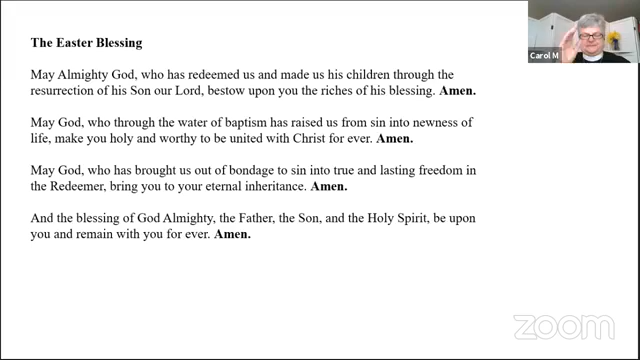 The Easter Blessing
May Almighty God, who has redeemed us and made us his children through the
resurrection of his Son our Lord, bestow upon you the riches of his blessing. Amen.
May God, who through the water of baptism has raised us from sin into newness of
life, make you holy and worthy to be united with Christ for ever. Amen.
May God, who has brought us out of bondage to sin into true and lasting freedom in
the Redeemer, bring you to your eternal inheritance. Amen.
And the blessing of God Almighty, the Father, the Son, and the Holy Spirit, be upon
you and remain with you for ever. Amen.
Carol M
zoom